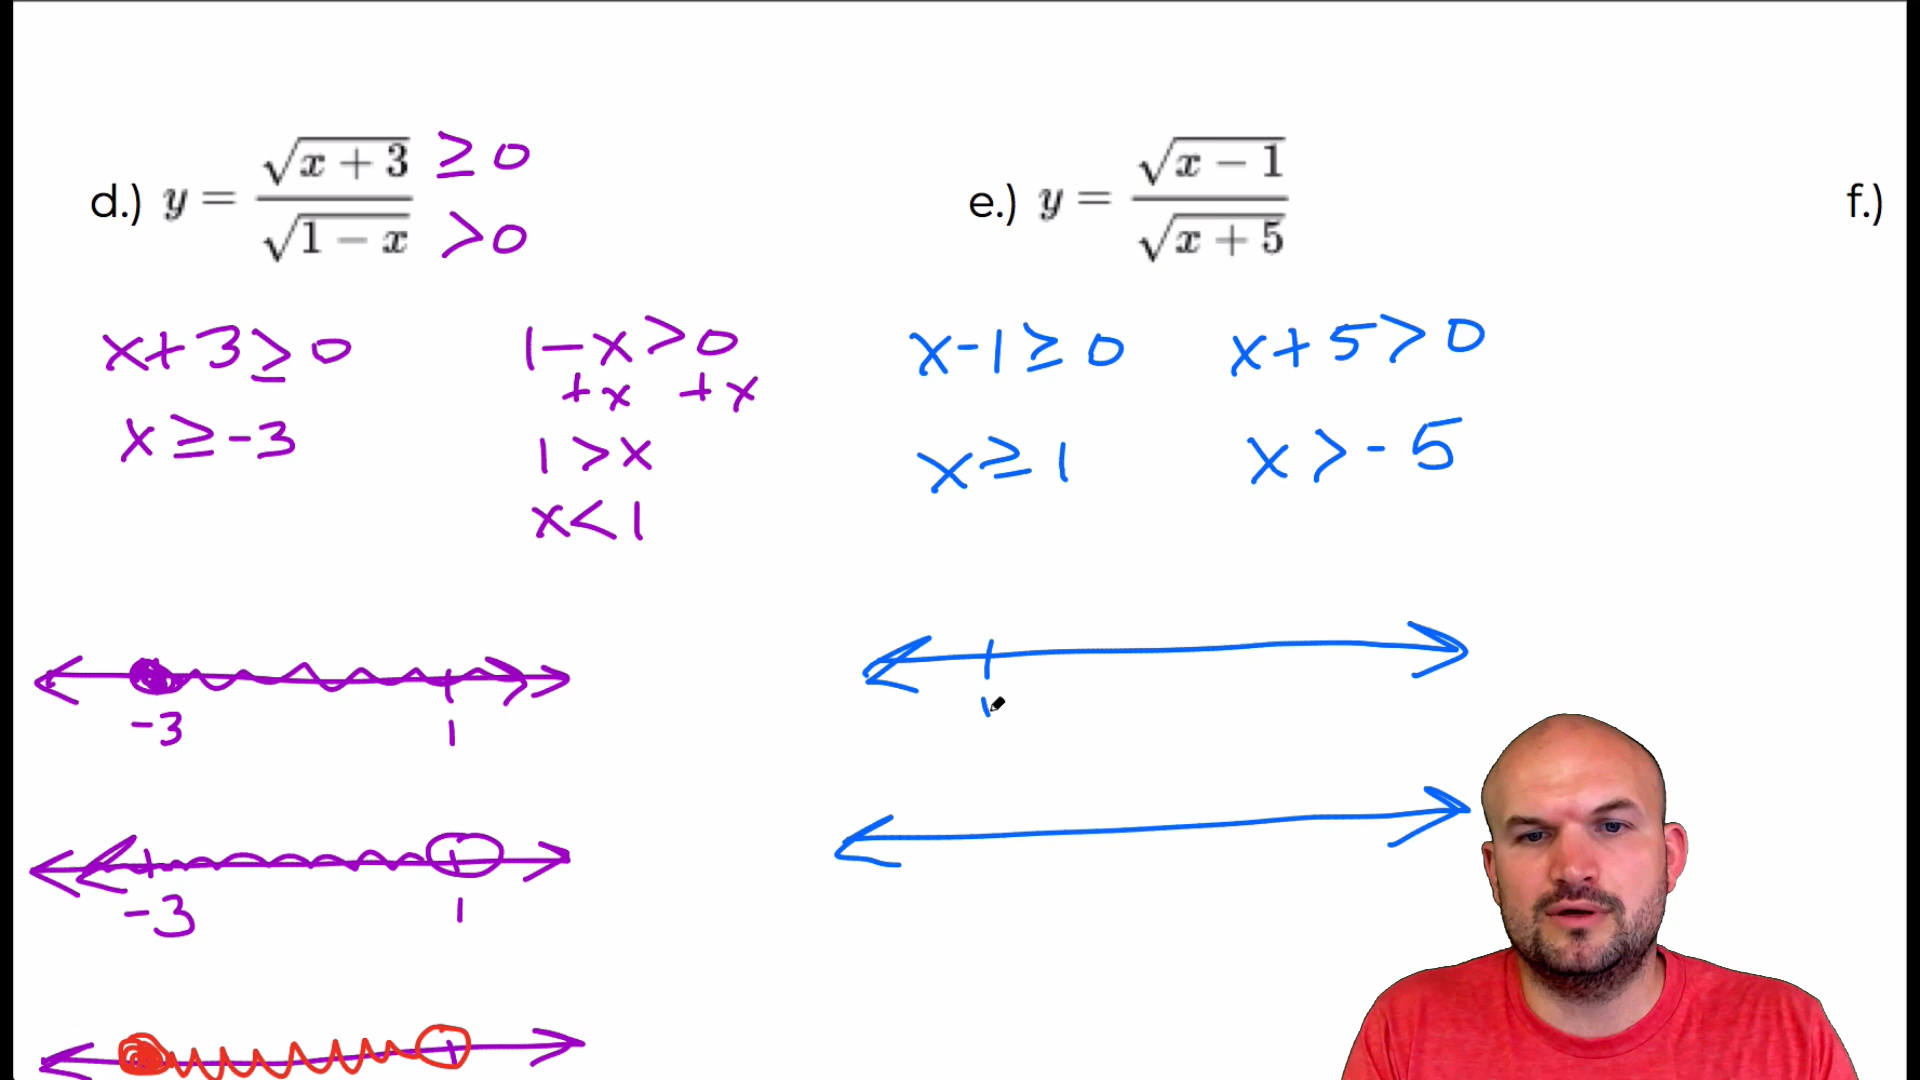 d.) y = √(x + 3) / √(1 − x) ≥ 0 > 0
x + 3 ≥ 0
1 − x > 0
+x +x
x ≥ -3
1 > x
x < 1
-3 1
-3 1
e.) y = √(x − 1) / √(x + 5)
x - 1 ≥ 0
x + 5 > 0
x ≥ 1
x > -5
f.)